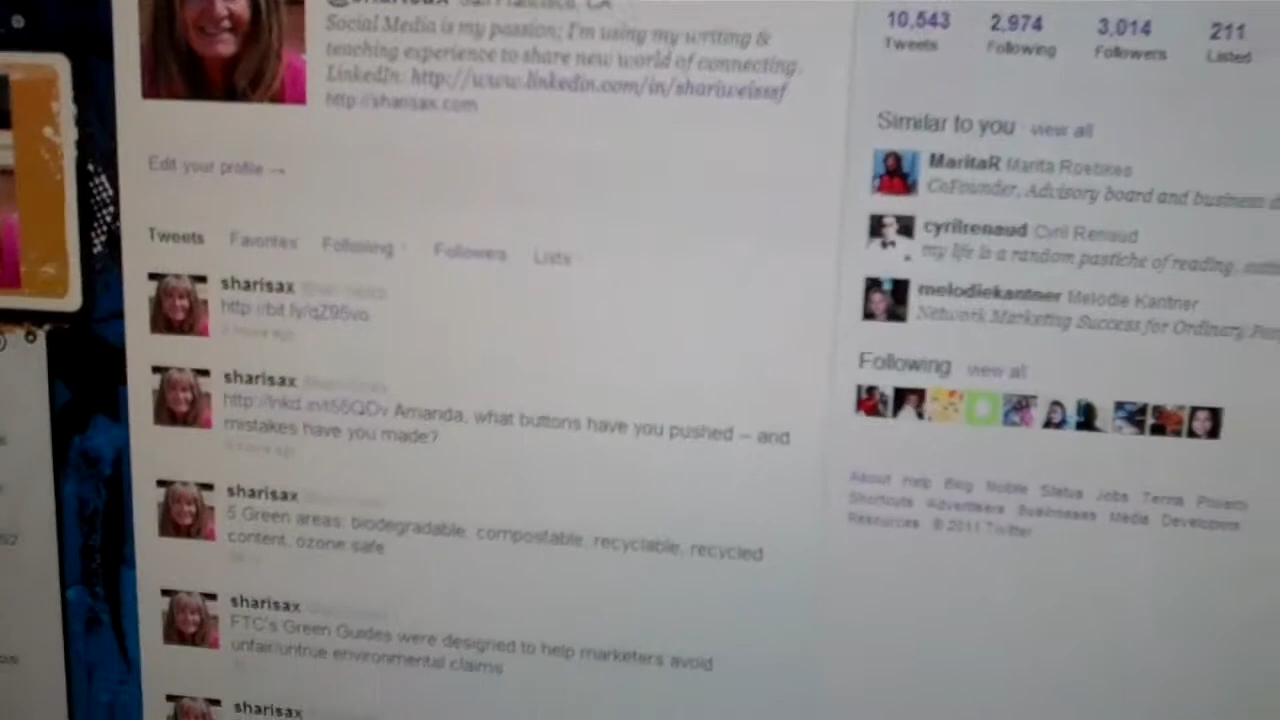 San Francisco, CA
Social Media is my passion; I'm using my writing &
teaching experience to share new world of connecting.
LinkedIn: http://www.linkedin.com/in/shariweisssf
http://sharisax.com
Edit your profile →
Tweets Favorites Following Followers Lists
sharisax
http://bit.ly/qZ95vo
2 hours ago
sharisax
Amanda, what buttons have you pushed -- and
mistakes have you made?
sharisax
5 Green areas: biodegradable, compostable, recyclable, recycled
content, ozone safe
sharisax
FTC's Green Guides were designed to help marketers avoid
unfair/untrue environmental claims
sharisax
10,543 2,974 3,014 211
Tweets Following Followers Listed
Similar to you · view all
MaritaR Marita Roebkes
CoFounder, Advisory board and business
cyrilrenaud Cyril Renaud
my life is a random pastiche of reading,
melodiekantner Melodie Kantner
Network Marketing Success for Ordinary
Following view all
About Help Blog Mobile Status Jobs Terms Privacy
Shortcuts Advertisers Businesses Media Developers
Resources © 2011 Twitter